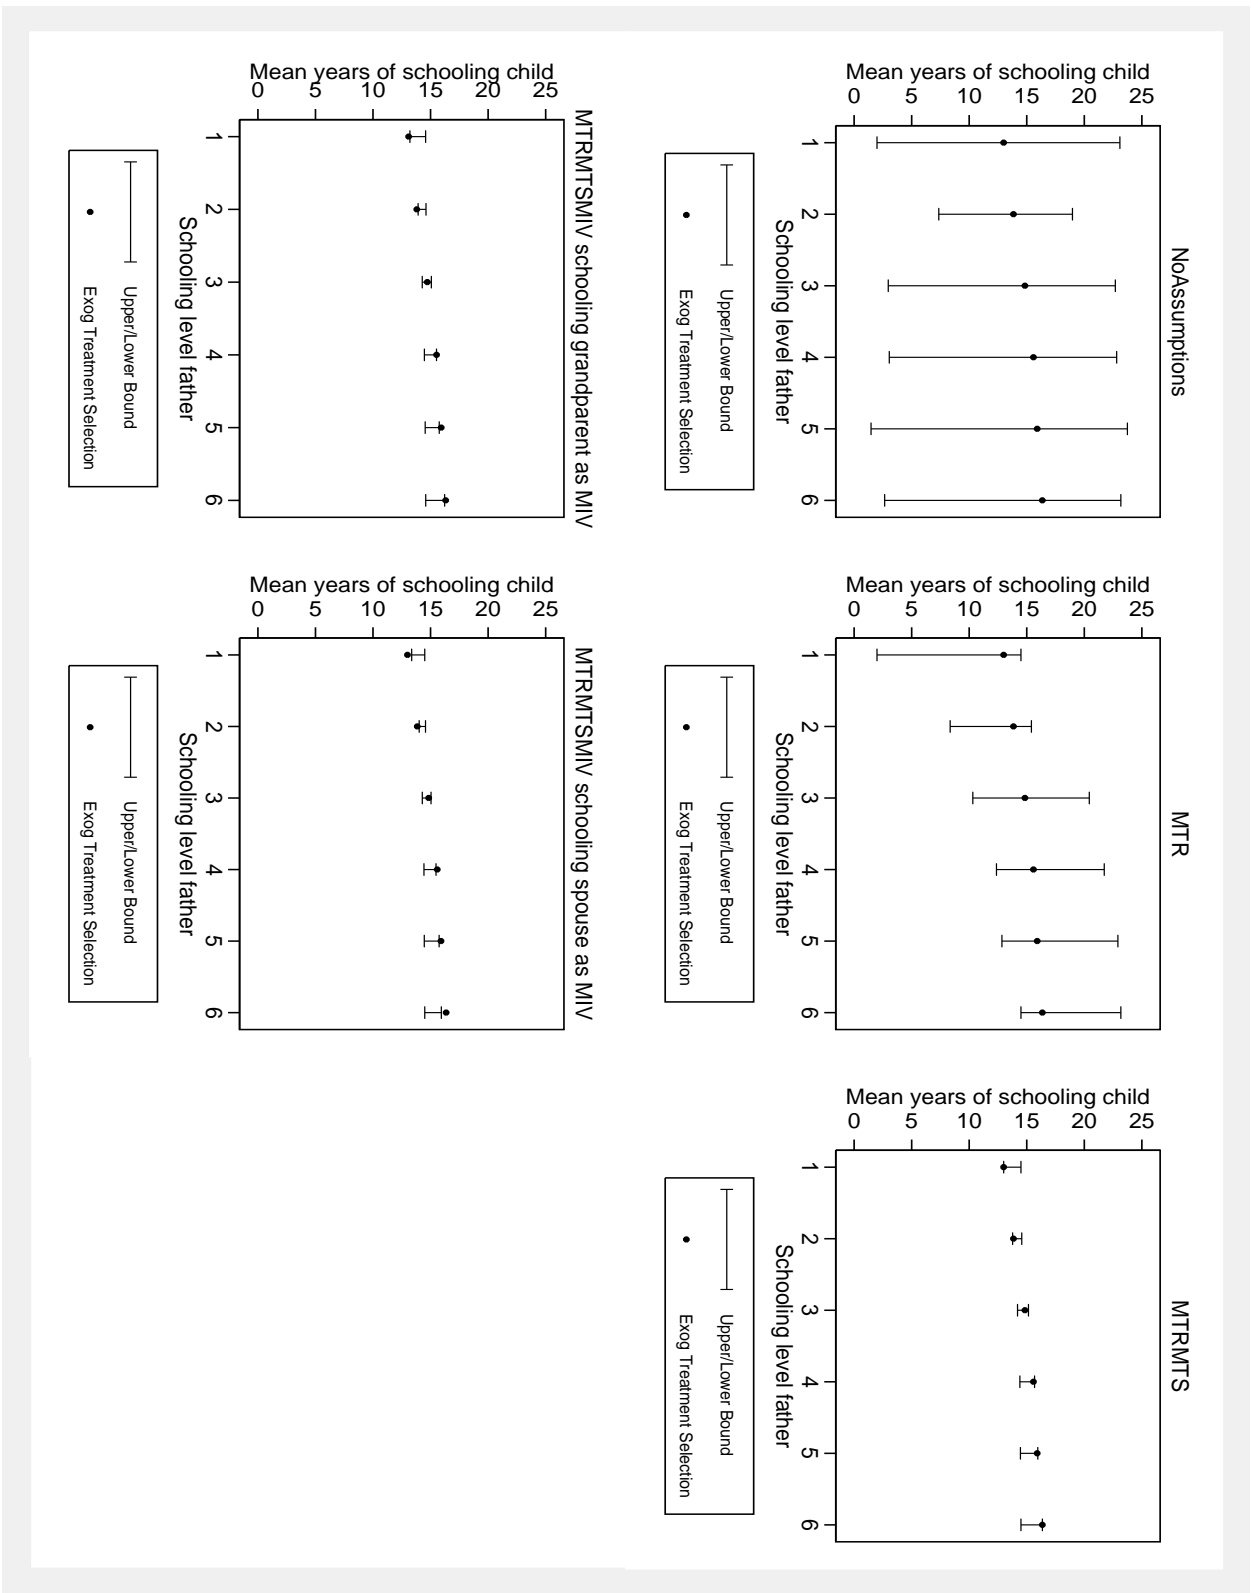 NoAssumptions
Mean years of schooling child
0 5 10 15 20 25
1 2 3 4 5 6
Schooling level father
Upper/Lower Bound
Exog Treatment Selection
MTR
Mean years of schooling child
0 5 10 15 20 25
1 2 3 4 5 6
Schooling level father
Upper/Lower Bound
Exog Treatment Selection
MTRMTS
Mean years of schooling child
0 5 10 15 20 25
1 2 3 4 5 6
Schooling level father
Upper/Lower Bound
Exog Treatment Selection
MTRMTSMIV schooling grandparent as MIV
Mean years of schooling child
0 5 10 15 20 25
1 2 3 4 5 6
Schooling level father
Upper/Lower Bound
Exog Treatment Selection
MTRMTSMIV schooling spouse as MIV
Mean years of schooling child
0 5 10 15 20 25
1 2 3 4 5 6
Schooling level father
Upper/Lower Bound
Exog Treatment Selection